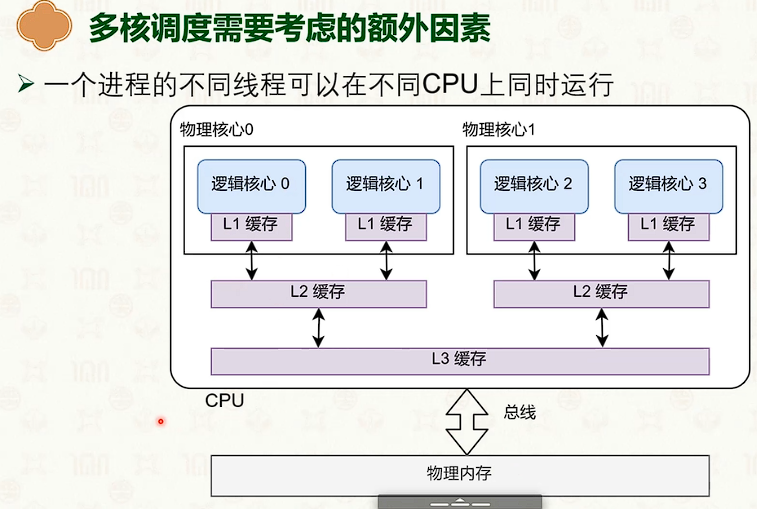 多核调度需要考虑的额外因素
一个进程的不同线程可以在不同CPU上同时运行
物理核心0 物理核心1
逻辑核心 0 逻辑核心 1 逻辑核心 2 逻辑核心 3
L1 缓存 L1 缓存 L1 缓存 L1 缓存
L2 缓存 L2 缓存
L3 缓存
CPU
总线
物理内存